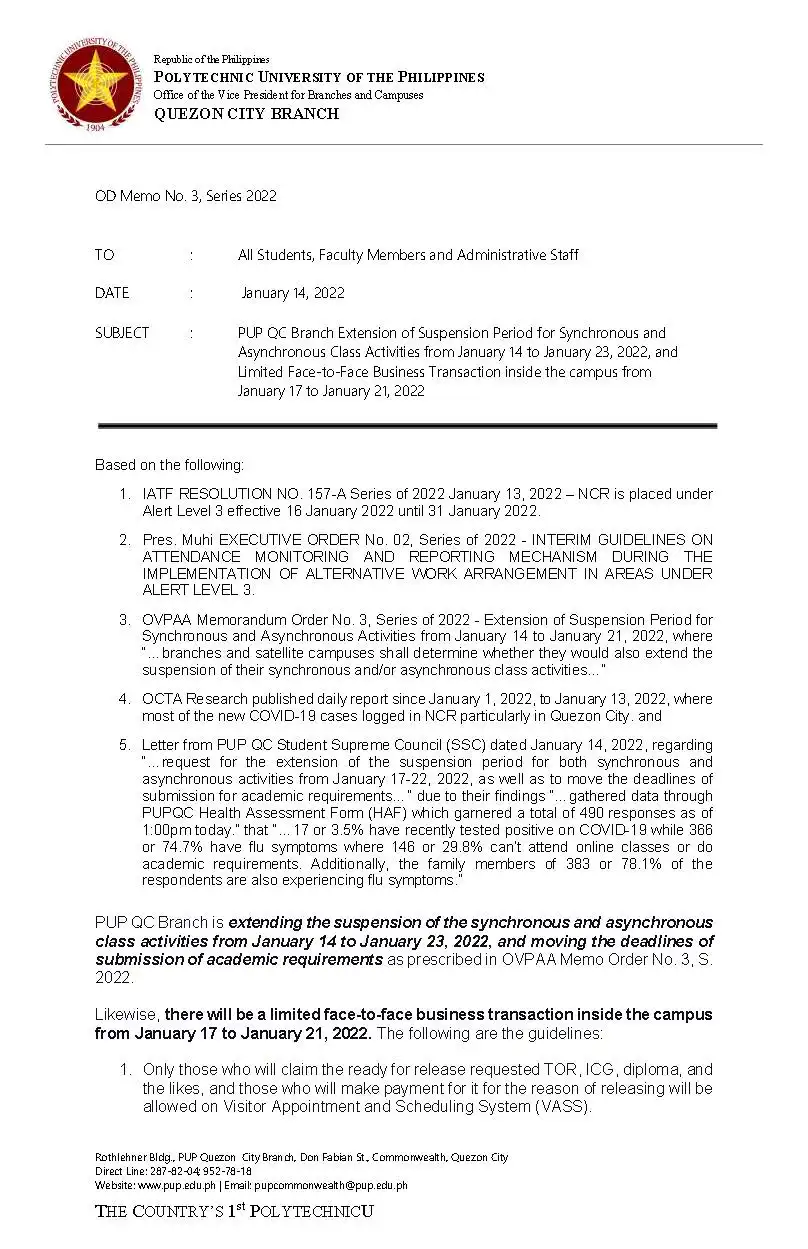 POLYTECHNIC UNIVERSITY OF THE PHILIPPINES
1904
Republic of the Philippines
POLYTECHNIC UNIVERSITY OF THE PHILIPPINES
Office of the Vice President for Branches and Campuses
QUEZON CITY BRANCH
OD Memo No. 3, Series 2022
TO : All Students, Faculty Members and Administrative Staff
DATE : January 14, 2022
SUBJECT : PUP QC Branch Extension of Suspension Period for Synchronous and
Asynchronous Class Activities from January 14 to January 23, 2022, and
Limited Face-to-Face Business Transaction inside the campus from
January 17 to January 21, 2022
Based on the following:
1. IATF RESOLUTION NO. 157-A Series of 2022 January 13, 2022 – NCR is placed under
Alert Level 3 effective 16 January 2022 until 31 January 2022.
2. Pres. Muhi EXECUTIVE ORDER No. 02, Series of 2022 - INTERIM GUIDELINES ON
ATTENDANCE MONITORING AND REPORTING MECHANISM DURING THE
IMPLEMENTATION OF ALTERNATIVE WORK ARRANGEMENT IN AREAS UNDER
ALERT LEVEL 3.
3. OVPAA Memorandum Order No. 3, Series of 2022 - Extension of Suspension Period for
Synchronous and Asynchronous Activities from January 14 to January 21, 2022, where
“…branches and satellite campuses shall determine whether they would also extend the
suspension of their synchronous and/or asynchronous class activities…”
4. OCTA Research published daily report since January 1, 2022, to January 13, 2022, where
most of the new COVID-19 cases logged in NCR particularly in Quezon City. and
5. Letter from PUP QC Student Supreme Council (SSC) dated January 14, 2022, regarding
“…request for the extension of the suspension period for both synchronous and
asynchronous activities from January 17-22, 2022, as well as to move the deadlines of
submission for academic requirements…” due to their findings “…gathered data through
PUPQC Health Assessment Form (HAF) which garnered a total of 490 responses as of
1:00pm today.” that “…17 or 3.5% have recently tested positive on COVID-19 while 366
or 74.7% have flu symptoms where 146 or 29.8% can’t attend online classes or do
academic requirements. Additionally, the family members of 383 or 78.1% of the
respondents are also experiencing flu symptoms.”
PUP QC Branch is extending the suspension of the synchronous and asynchronous
class activities from January 14 to January 23, 2022, and moving the deadlines of
submission of academic requirements as prescribed in OVPAA Memo Order No. 3, S.
2022.
Likewise, there will be a limited face-to-face business transaction inside the campus
from January 17 to January 21, 2022. The following are the guidelines:
1. Only those who will claim the ready for release requested TOR, ICG, diploma, and
the likes, and those who will make payment for it for the reason of releasing will be
allowed on Visitor Appointment and Scheduling System (VASS).
Rothlehner Bldg., PUP Quezon City Branch, Don Fabian St., Commonwealth, Quezon City
Direct Line: 287-82-04; 952-78-18
Website: www.pup.edu.ph | Email: pupcommonwealth@pup.edu.ph
THE COUNTRY’S 1st POLYTECHNICU